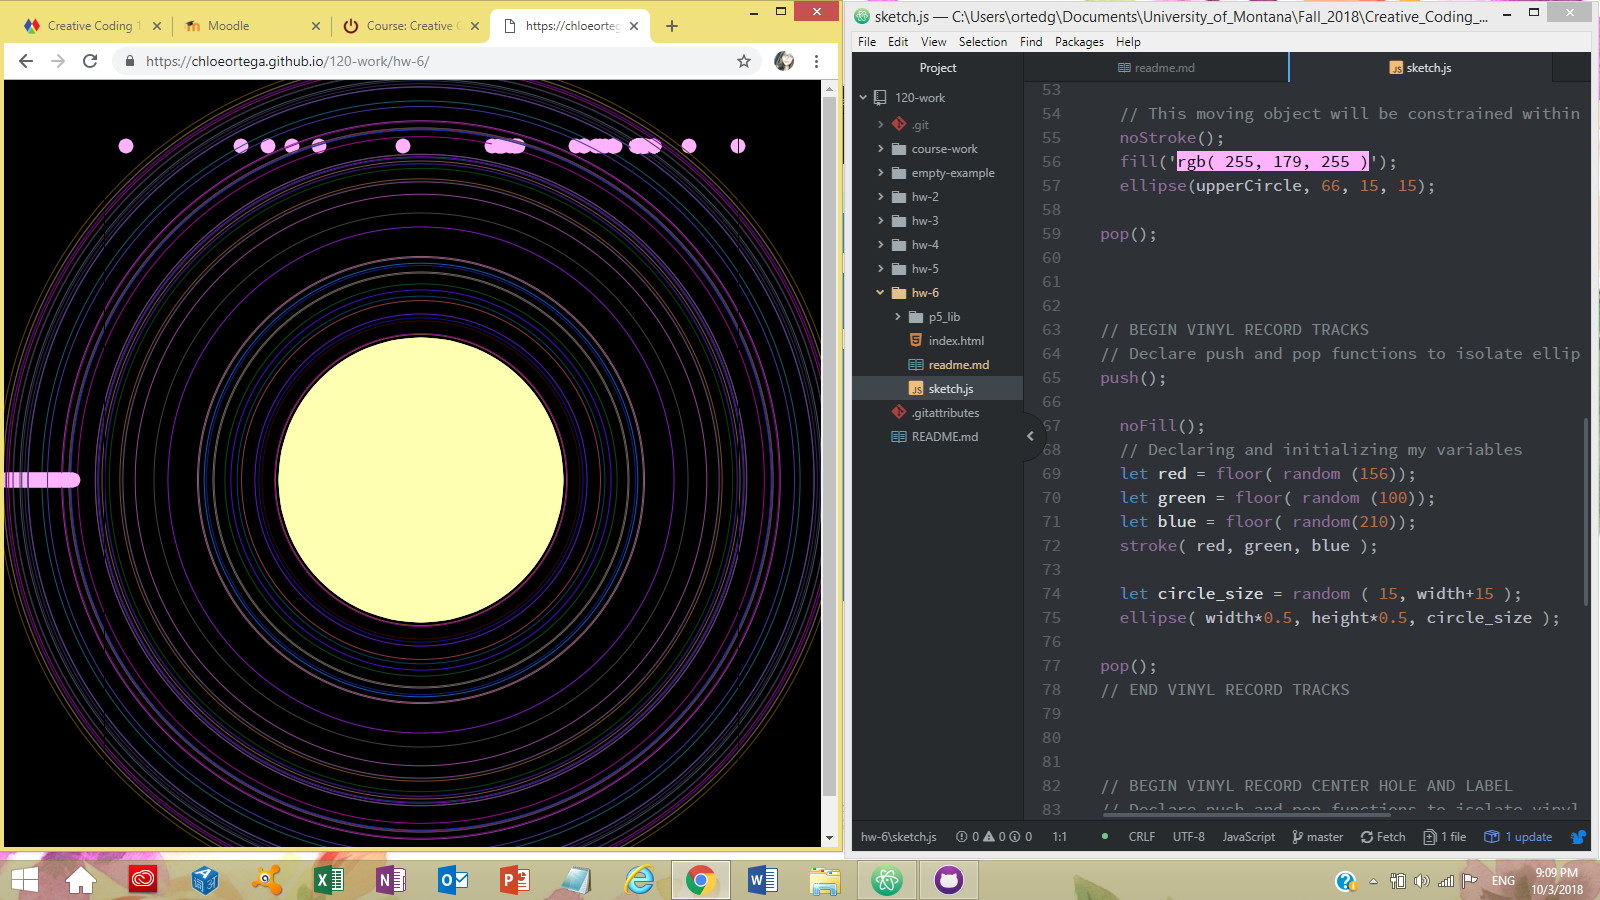 Creative Coding 1
Moodle
Course: Creative C
https://chloeorteg
https://chloeortega.github.io/120-work/hw-6/
sketch.js — C:\Users\ortedg\Documents\University_of_Montana\Fall_2018\Creative_Coding_...
File Edit View Selection Find Packages Help
Project
readme.md
sketch.js
120-work
.git
course-work
empty-example
hw-2
hw-3
hw-4
hw-5
hw-6
p5_lib
index.html
readme.md
sketch.js
.gitattributes
README.md
53
54 // This moving object will be constrained within
55 noStroke();
56 fill('rgb( 255, 179, 255 )');
57 ellipse(upperCircle, 66, 15, 15);
58
59 pop();
60
61
62
63 // BEGIN VINYL RECORD TRACKS
64 // Declare push and pop functions to isolate ellip
65 push();
66
67 noFill();
68 // Declaring and initializing my variables
69 let red = floor( random (156));
70 let green = floor( random (100));
71 let blue = floor( random(210));
72 stroke( red, green, blue );
73
74 let circle_size = random ( 15, width+15 );
75 ellipse( width*0.5, height*0.5, circle_size );
76
77 pop();
78 // END VINYL RECORD TRACKS
79
80
81
82 // BEGIN VINYL RECORD CENTER HOLE AND LABEL
83 // Declare push and pop functions to isolate vinyl
hw-6\sketch.js 0 0 0 1:1 CRLF UTF-8 JavaScript master Fetch 1 file 1 update
ENG
9:09 PM
10/3/2018